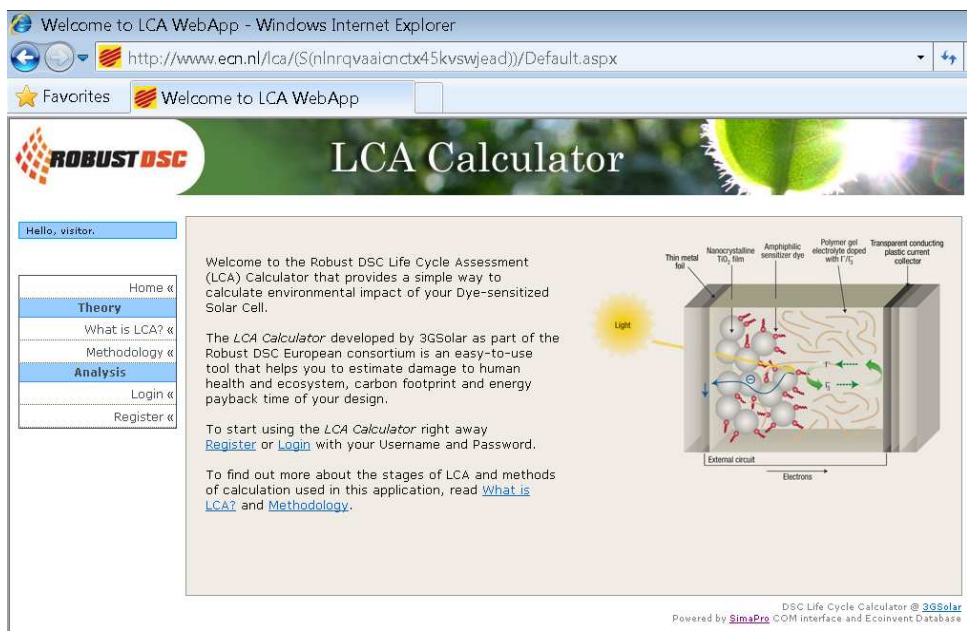 Welcome to LCA WebApp - Windows Internet Explorer
http://www.ecn.nl/lca/(S(nlnrqvaaicnctx45kvswjead))/Default.aspx
Favorites
Welcome to LCA WebApp
ROBUST DSC
LCA Calculator
Hello, visitor.
Home «
Theory
What is LCA? «
Methodology «
Analysis
Login «
Register «
Welcome to the Robust DSC Life Cycle Assessment
(LCA) Calculator that provides a simple way to
calculate environmental impact of your Dye-sensitized
Solar Cell.
The LCA Calculator developed by 3GSolar as part of the
Robust DSC European consortium is an easy-to-use
tool that helps you to estimate damage to human
health and ecosystem, carbon footprint and energy
payback time of your design.
To start using the LCA Calculator right away
Register or Login with your Username and Password.
To find out more about the stages of LCA and methods
of calculation used in this application, read What is
LCA? and Methodology.
Thin metal
foil
Nanocrystalline
TiO₂ film
Amphiphilic
sensitizer dye
Polymer gel
electrolyte doped
with I⁻/I₃⁻
Transparent conducting
plastic current
collector
Light
I⁻
I₃⁻
External circuit
Electrons
DSC Life Cycle Calculator @ 3GSolar
Powered by SimaPro COM interface and Ecoinvent Database